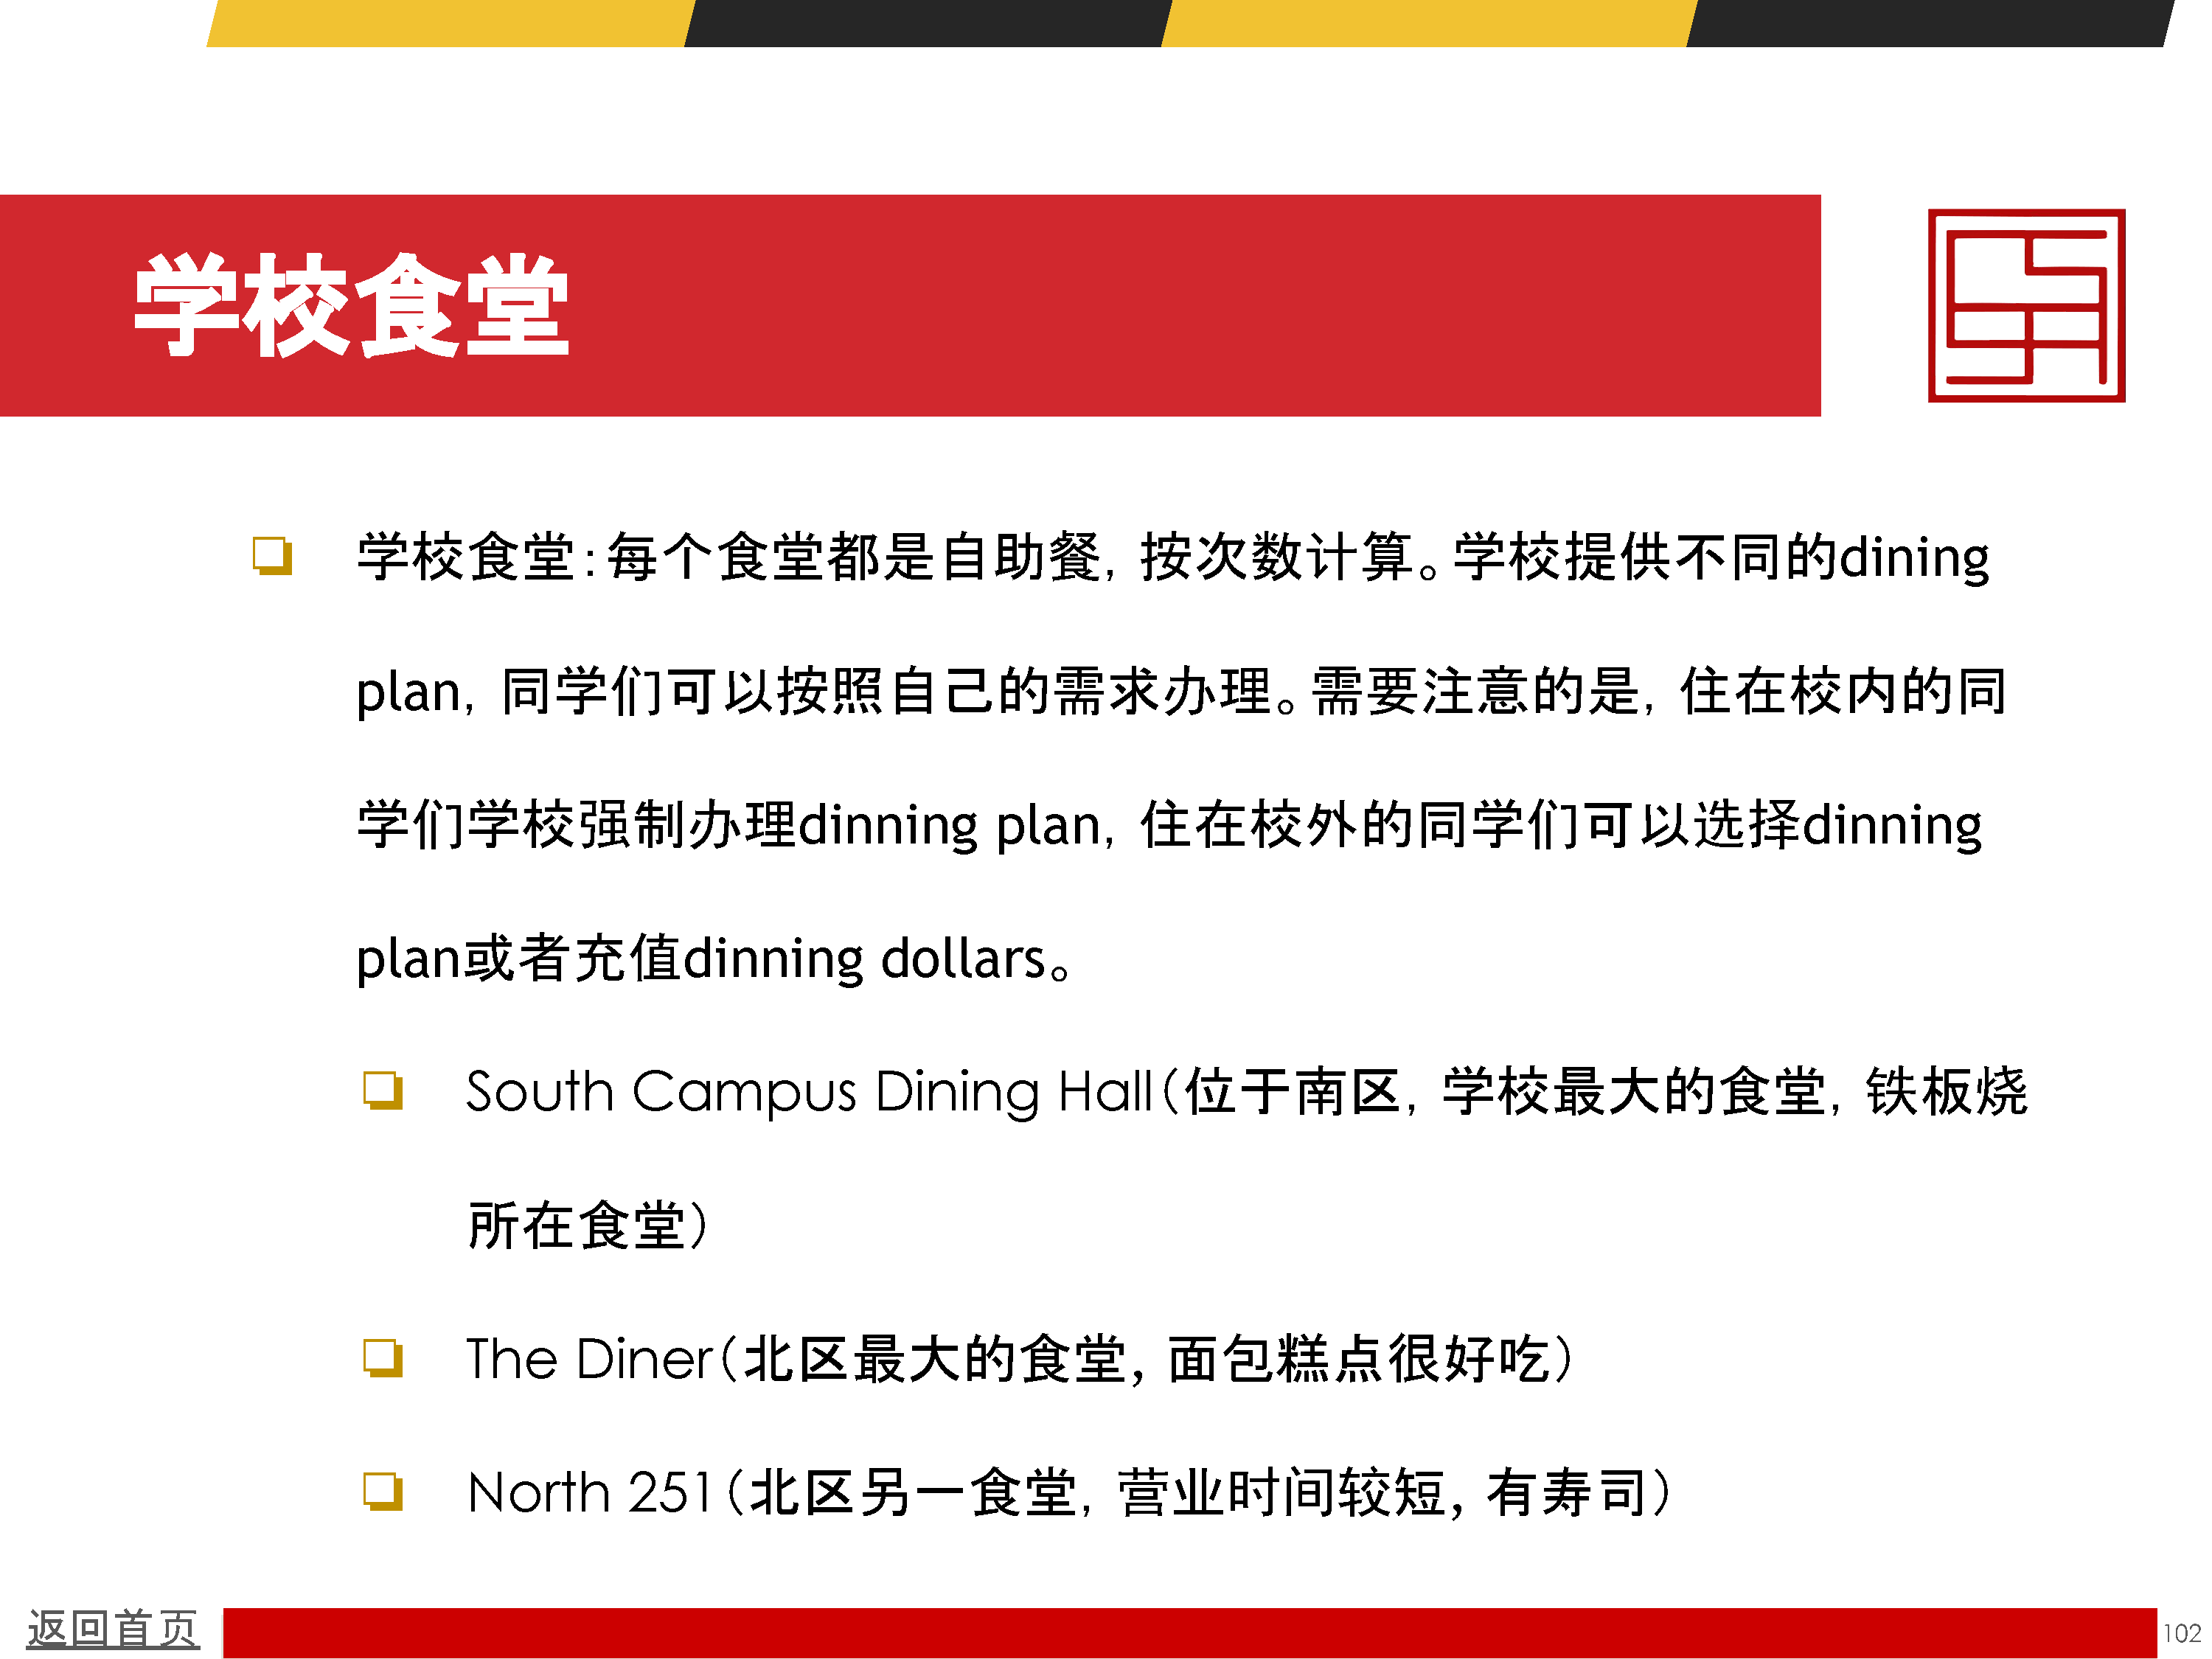 学校食堂
学校食堂：每个食堂都是自助餐，按次数计算。学校提供不同的dining
plan，同学们可以按照自己的需求办理。需要注意的是，住在校内的同
学们学校强制办理dinning plan，住在校外的同学们可以选择dinning
plan或者充值dinning dollars。
South Campus Dining Hall（位于南区，学校最大的食堂，铁板烧
所在食堂）
The Diner（北区最大的食堂，面包糕点很好吃）
North 251（北区另一食堂，营业时间较短，有寿司）
返回首页
102